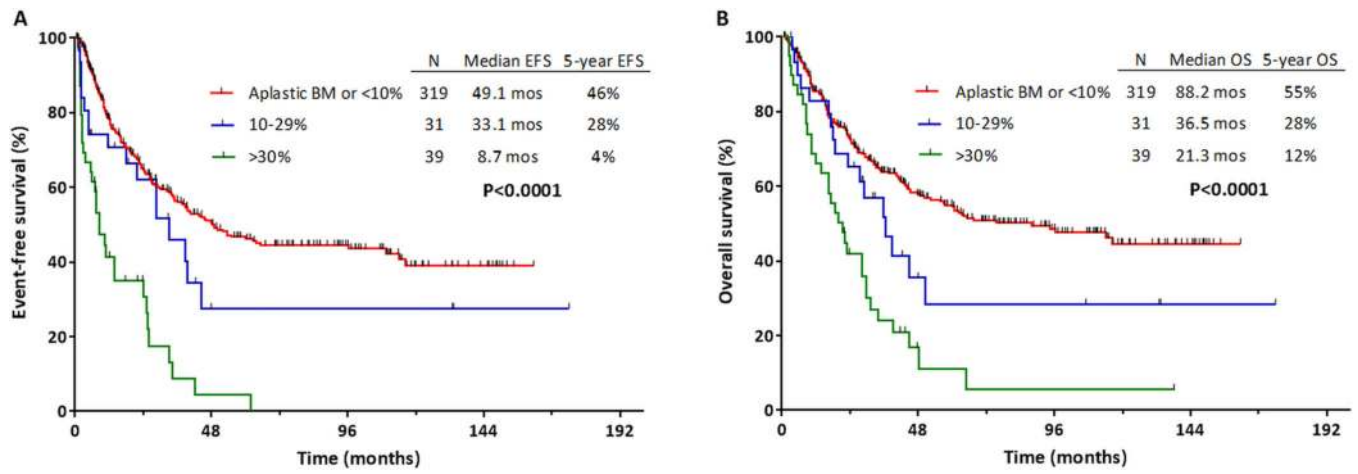 A
N Median EFS 5-year EFS
Aplastic BM or <10% 319 49.1 mos 46%
10-29% 31 33.1 mos 28%
>30% 39 8.7 mos 4%
P<0.0001
Event-free survival (%)
100
80
60
40
20
0
0 48 96 144 192
Time (months)
B
N Median OS 5-year OS
Aplastic BM or <10% 319 88.2 mos 55%
10-29% 31 36.5 mos 28%
>30% 39 21.3 mos 12%
P<0.0001
Overall survival (%)
100
80
60
40
20
0
0 48 96 144 192
Time (months)